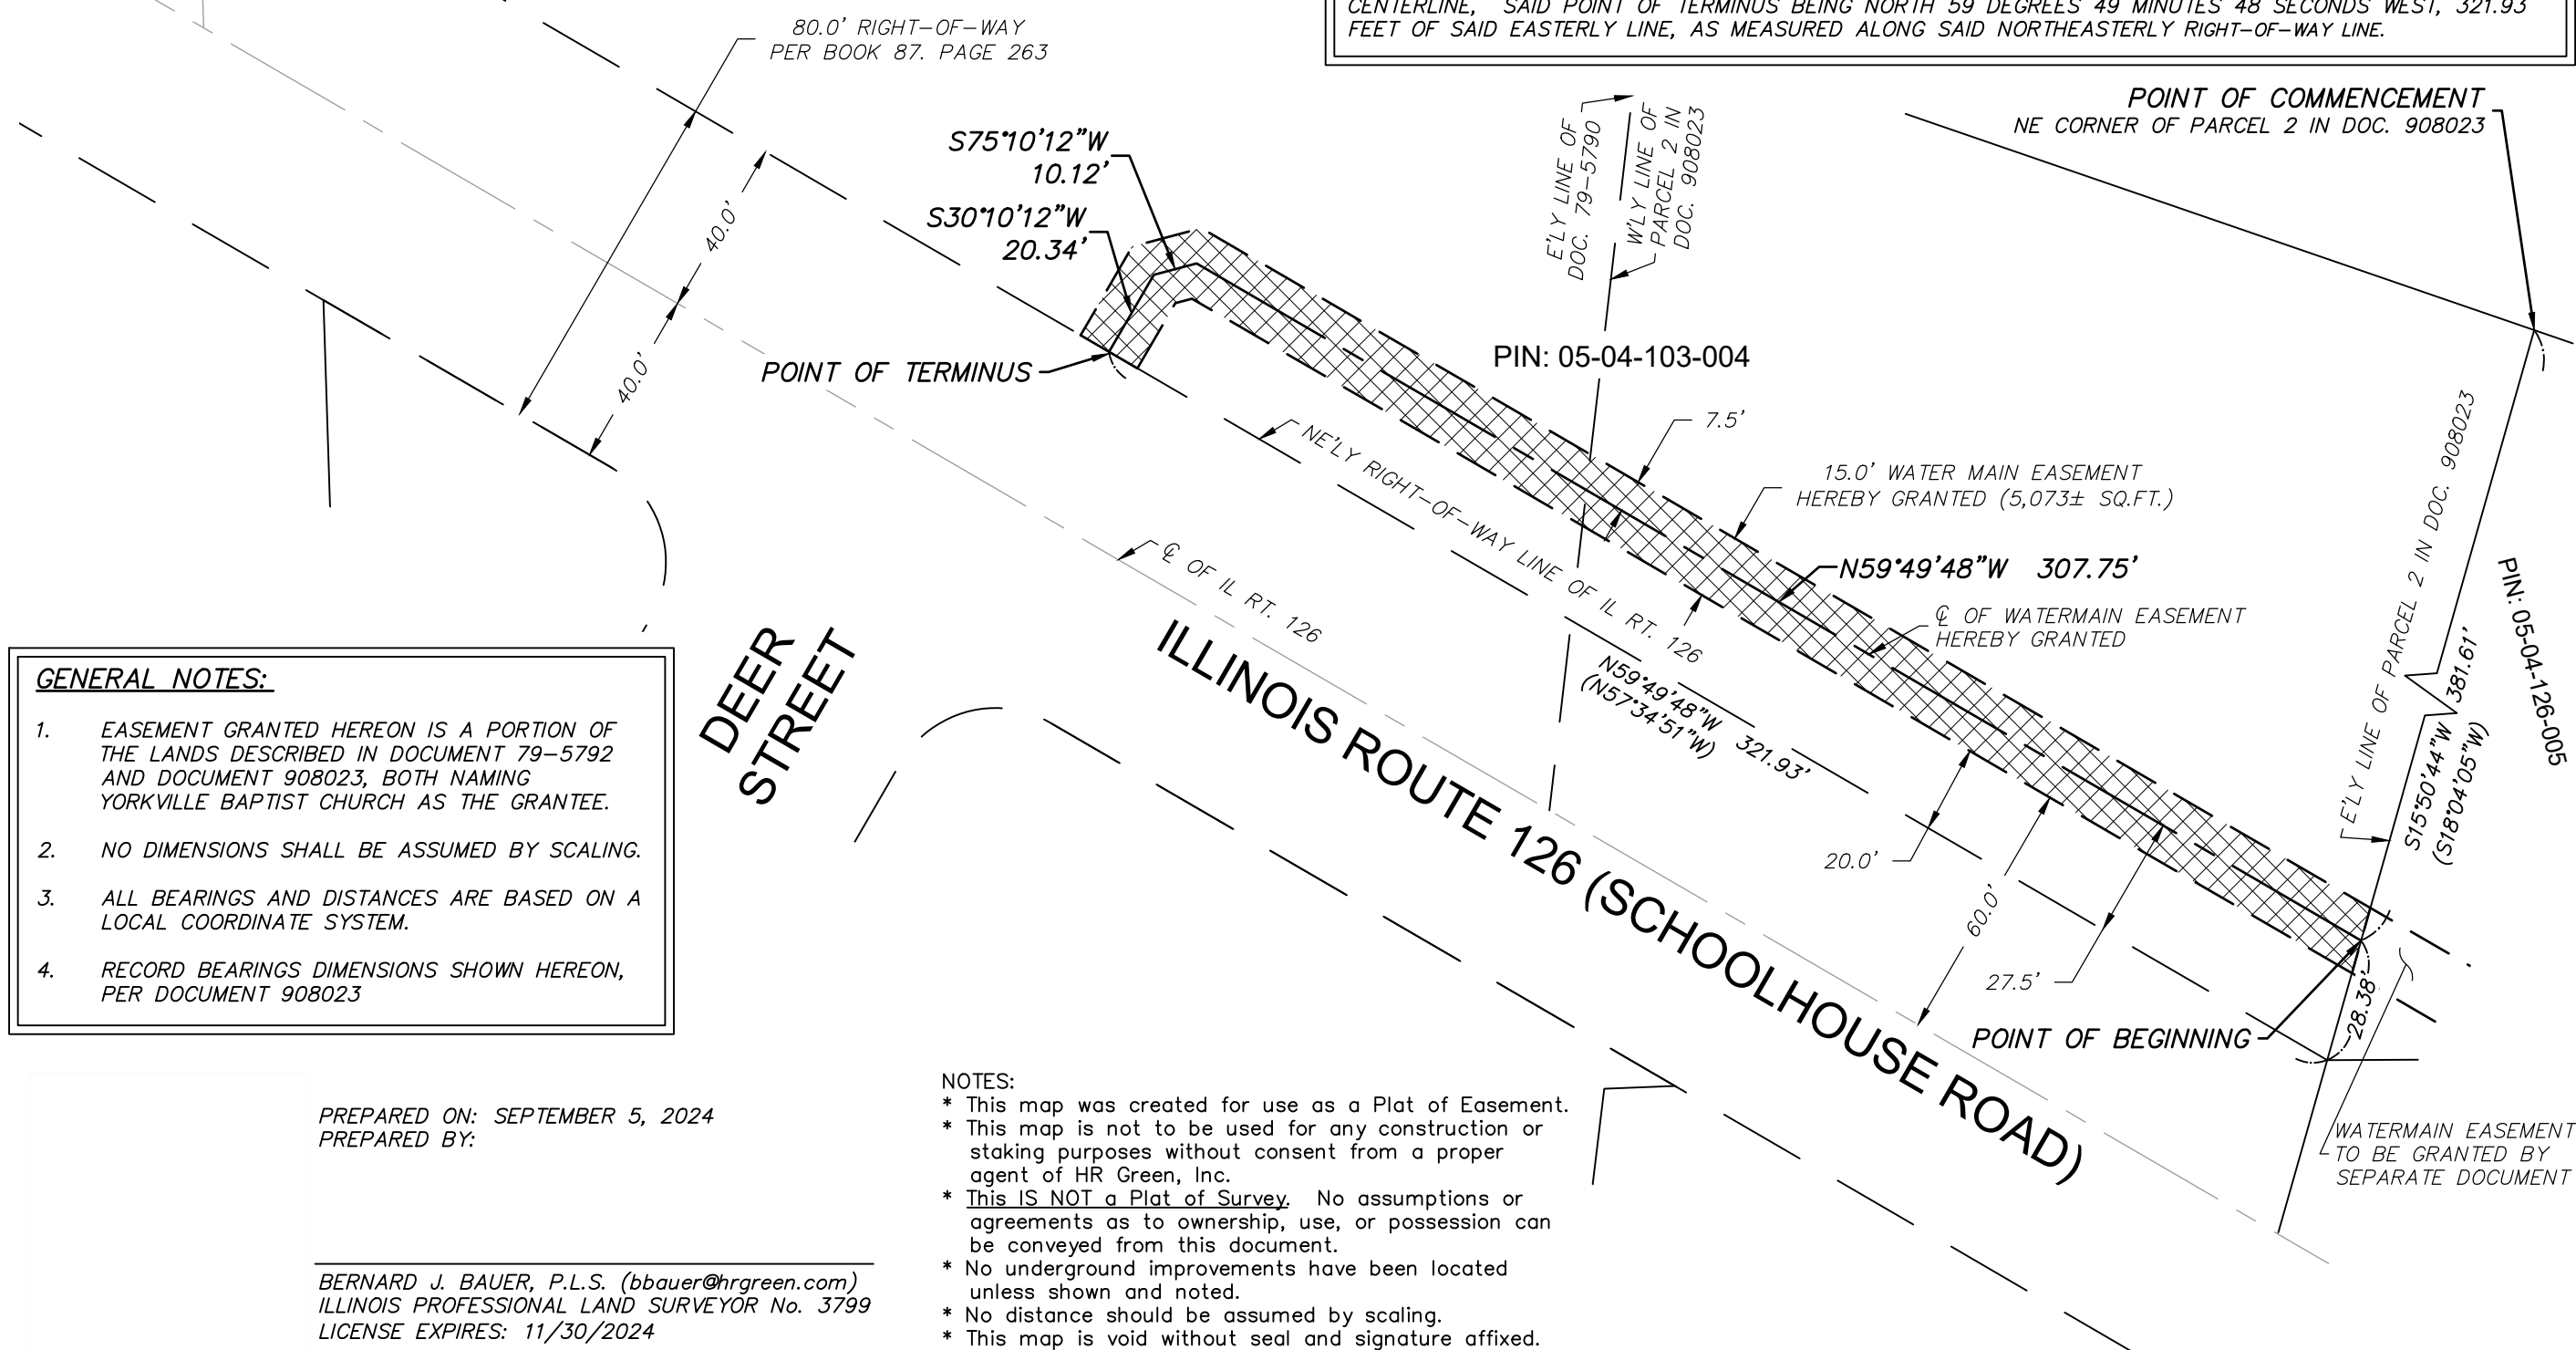 CENTERLINE, SAID POINT OF TERMINUS BEING NORTH 59 DEGREES 49 MINUTES 48 SECONDS WEST, 321.93
FEET OF SAID EASTERLY LINE, AS MEASURED ALONG SAID NORTHEASTERLY RIGHT-OF-WAY LINE.
80.0' RIGHT-OF-WAY
PER BOOK 87. PAGE 263
POINT OF COMMENCEMENT
NE CORNER OF PARCEL 2 IN DOC. 908023
S75°10'12"W
10.12'
S30°10'12"W
20.34'
E'LY LINE OF
DOC. 79-5790
W'LY LINE OF
PARCEL 2 IN
DOC. 908023
40.0'
40.0'
POINT OF TERMINUS
PIN: 05-04-103-004
7.5'
NE'LY RIGHT-OF-WAY LINE OF IL RT. 126
15.0' WATER MAIN EASEMENT
HEREBY GRANTED (5,073± SQ.FT.)
N59°49'48"W 307.75'
℄ OF WATERMAIN EASEMENT
HEREBY GRANTED
℄ OF IL RT. 126
N59°49'48"W 321.93'
(N57°34'51"W)
E'LY LINE OF PARCEL 2 IN DOC. 908023
S15°50'44"W 381.61'
(S18°04'05"W)
PIN: 05-04-126-005
DEER
STREET
ILLINOIS ROUTE 126 (SCHOOLHOUSE ROAD)
20.0'
60.0'
27.5'
28.38'
POINT OF BEGINNING
WATERMAIN EASEMENT
TO BE GRANTED BY
SEPARATE DOCUMENT
GENERAL NOTES:
1. EASEMENT GRANTED HEREON IS A PORTION OF
THE LANDS DESCRIBED IN DOCUMENT 79-5792
AND DOCUMENT 908023, BOTH NAMING
YORKVILLE BAPTIST CHURCH AS THE GRANTEE.
2. NO DIMENSIONS SHALL BE ASSUMED BY SCALING.
3. ALL BEARINGS AND DISTANCES ARE BASED ON A
LOCAL COORDINATE SYSTEM.
4. RECORD BEARINGS DIMENSIONS SHOWN HEREON,
PER DOCUMENT 908023
PREPARED ON: SEPTEMBER 5, 2024
PREPARED BY:
BERNARD J. BAUER, P.L.S. (bbauer@hrgreen.com)
ILLINOIS PROFESSIONAL LAND SURVEYOR No. 3799
LICENSE EXPIRES: 11/30/2024
NOTES:
* This map was created for use as a Plat of Easement.
* This map is not to be used for any construction or
staking purposes without consent from a proper
agent of HR Green, Inc.
* This IS NOT a Plat of Survey. No assumptions or
agreements as to ownership, use, or possession can
be conveyed from this document.
* No underground improvements have been located
unless shown and noted.
* No distance should be assumed by scaling.
* This map is void without seal and signature affixed.